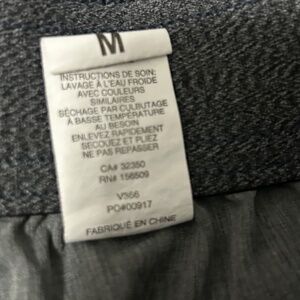 M
INSTRUCTIONS DE SOIN:
LAVAGE À L'EAU FROIDE
AVEC COULEURS
SIMILAIRES
SÉCHAGE PAR CULBUTAGE
À BASSE TEMPÉRATURE
AU BESOIN
ENLEVEZ RAPIDEMENT
SECOUEZ ET PLIEZ
NE PAS REPASSER
CA# 32350
RN# 156509
V366
PO#00917
FABRIQUÉ EN CHINE